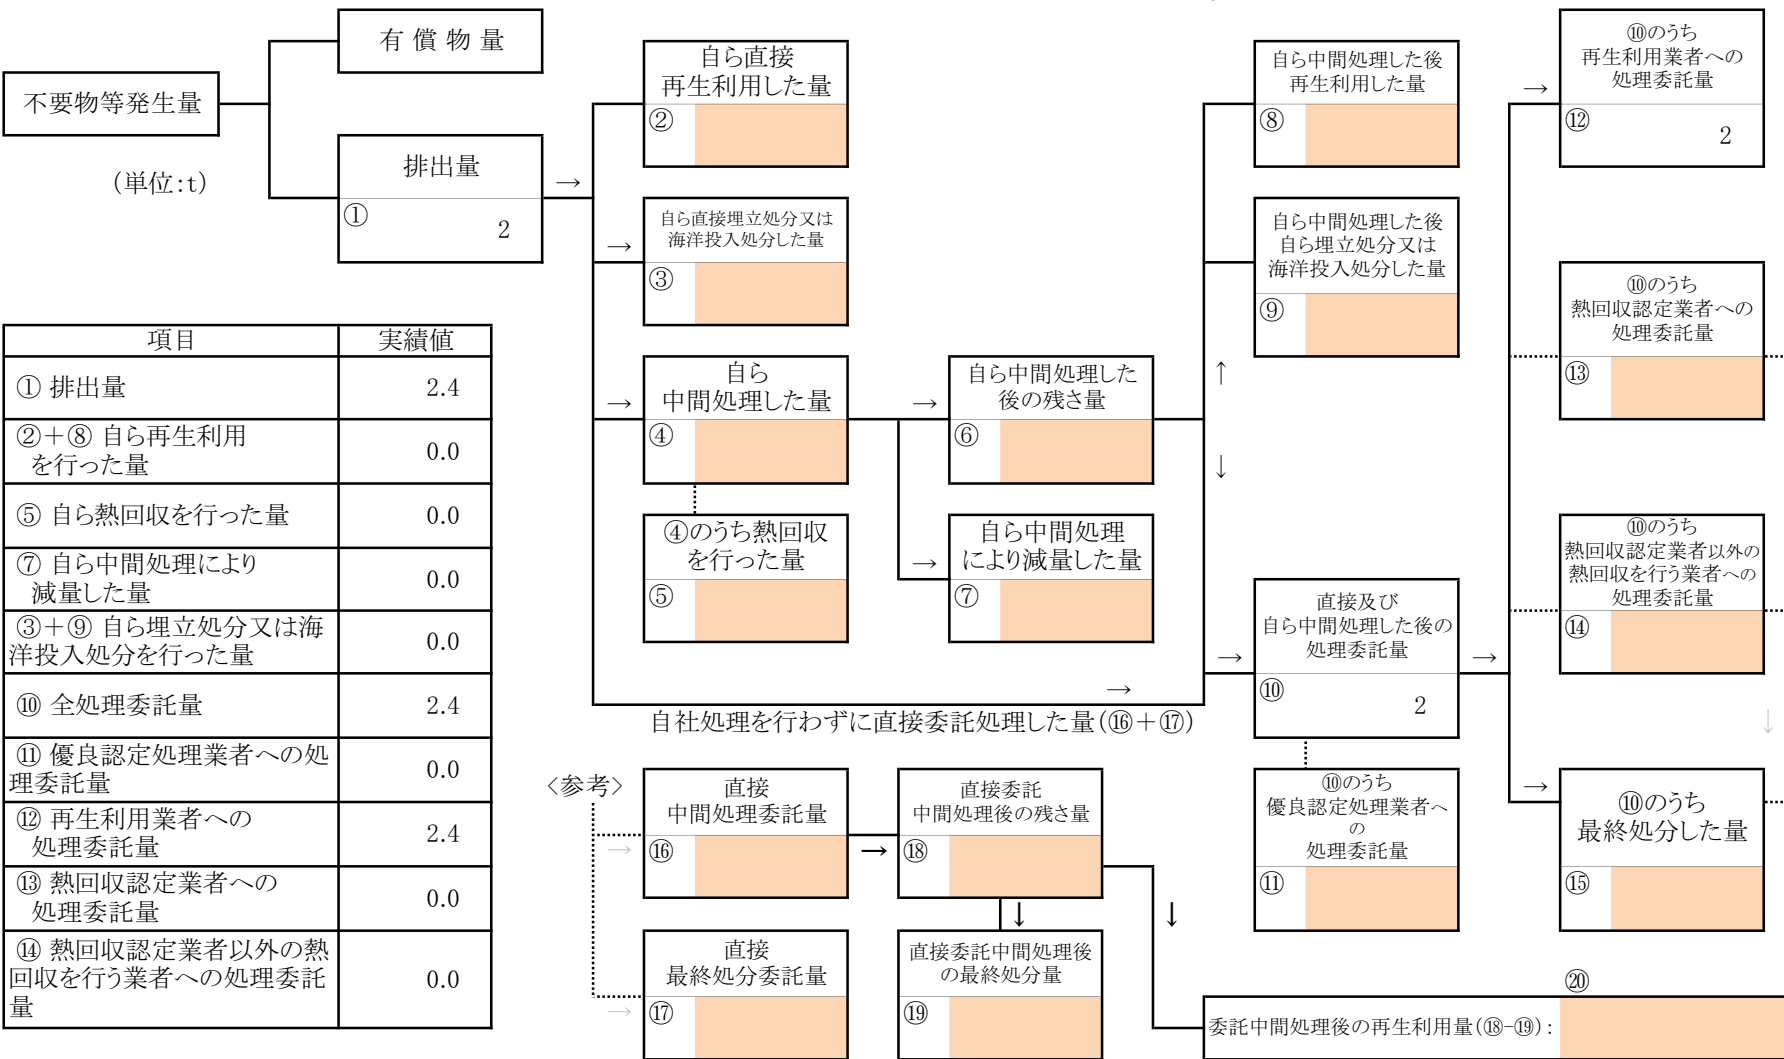 有 償 物 量
不要物等発生量
(単位:t)
排出量
→
①
2
自ら直接
再生利用した量
②
→
自ら直接埋立処分又は
海洋投入処分した量
③
→
自ら
中間処理した量
④
④のうち熱回収
を行った量
⑤
→
自ら中間処理した
後の残さ量
⑥
→
自ら中間処理
により減量した量
⑦
↑
↓
自ら中間処理した後
再生利用した量
⑧
自ら中間処理した後
自ら埋立処分又は
海洋投入処分した量
⑨
→
直接及び
自ら中間処理した後の
処理委託量
⑩
2
→
→
自社処理を行わずに直接委託処理した量(⑯+⑰)
⑩のうち
優良認定処理業者へ
の
処理委託量
⑪
→
⑩のうち
再生利用業者への
処理委託量
⑫
2
⑩のうち
熱回収認定業者への
処理委託量
⑬
⑩のうち
熱回収認定業者以外の
熱回収を行う業者への
処理委託量
⑭
↓
→
⑩のうち
最終処分した量
⑮
項目 実績値
① 排出量 2.4
②+⑧ 自ら再生利用
を行った量 0.0
⑤ 自ら熱回収を行った量 0.0
⑦ 自ら中間処理により
減量した量 0.0
③+⑨ 自ら埋立処分又は海
洋投入処分を行った量 0.0
⑩ 全処理委託量 2.4
⑪ 優良認定処理業者への処
理委託量 0.0
⑫ 再生利用業者への
処理委託量 2.4
⑬ 熱回収認定業者への
処理委託量 0.0
⑭ 熱回収認定業者以外の熱
回収を行う業者への処理委託
量 0.0
〈参考〉
→
直接
中間処理委託量
⑯
→
直接委託
中間処理後の残さ量
⑱
↓
↓
→
直接
最終処分委託量
⑰
直接委託中間処理後
の最終処分量
⑲
⑳
委託中間処理後の再生利用量(⑱-⑲):